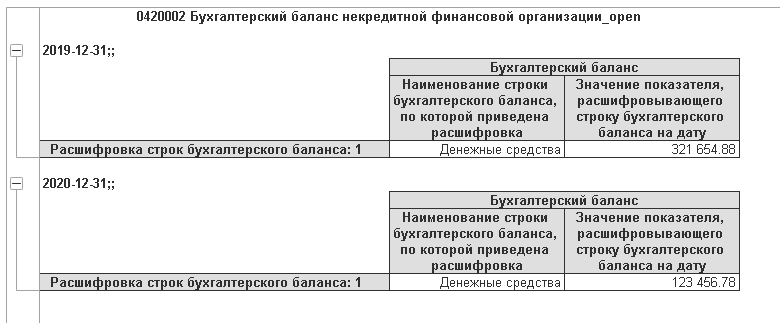 0420002 Бухгалтерский баланс некредитной финансовой организации_open
2019-12-31;;
Бухгалтерский баланс
Наименование строки бухгалтерского баланса, по которой приведена расшифровка
Значение показателя, расшифровывающего строку бухгалтерского баланса на дату
Расшифровка строк бухгалтерского баланса: 1
Денежные средства
321 654.88
2020-12-31;;
Бухгалтерский баланс
Наименование строки бухгалтерского баланса, по которой приведена расшифровка
Значение показателя, расшифровывающего строку бухгалтерского баланса на дату
Расшифровка строк бухгалтерского баланса: 1
Денежные средства
123 456.78